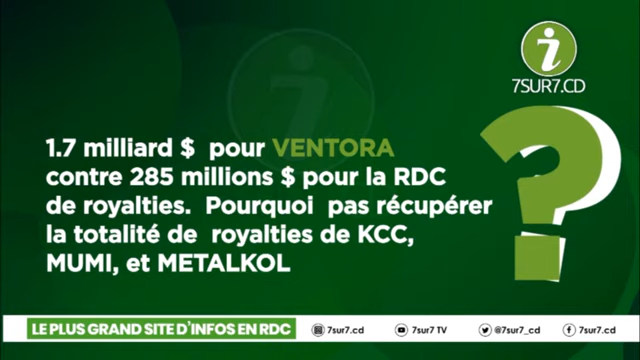 7SUR7.CD
1.7 milliard $ pour VENTORA
contre 285 millions $ pour la RDC
de royalties. Pourquoi pas récupérer
la totalité de royalties de KCC,
MUMI, et METALKOL
?
LE PLUS GRAND SITE D'INFOS EN RDC
7sur7.cd
7sur7 TV
@7sur7_cd
7sur7.cd